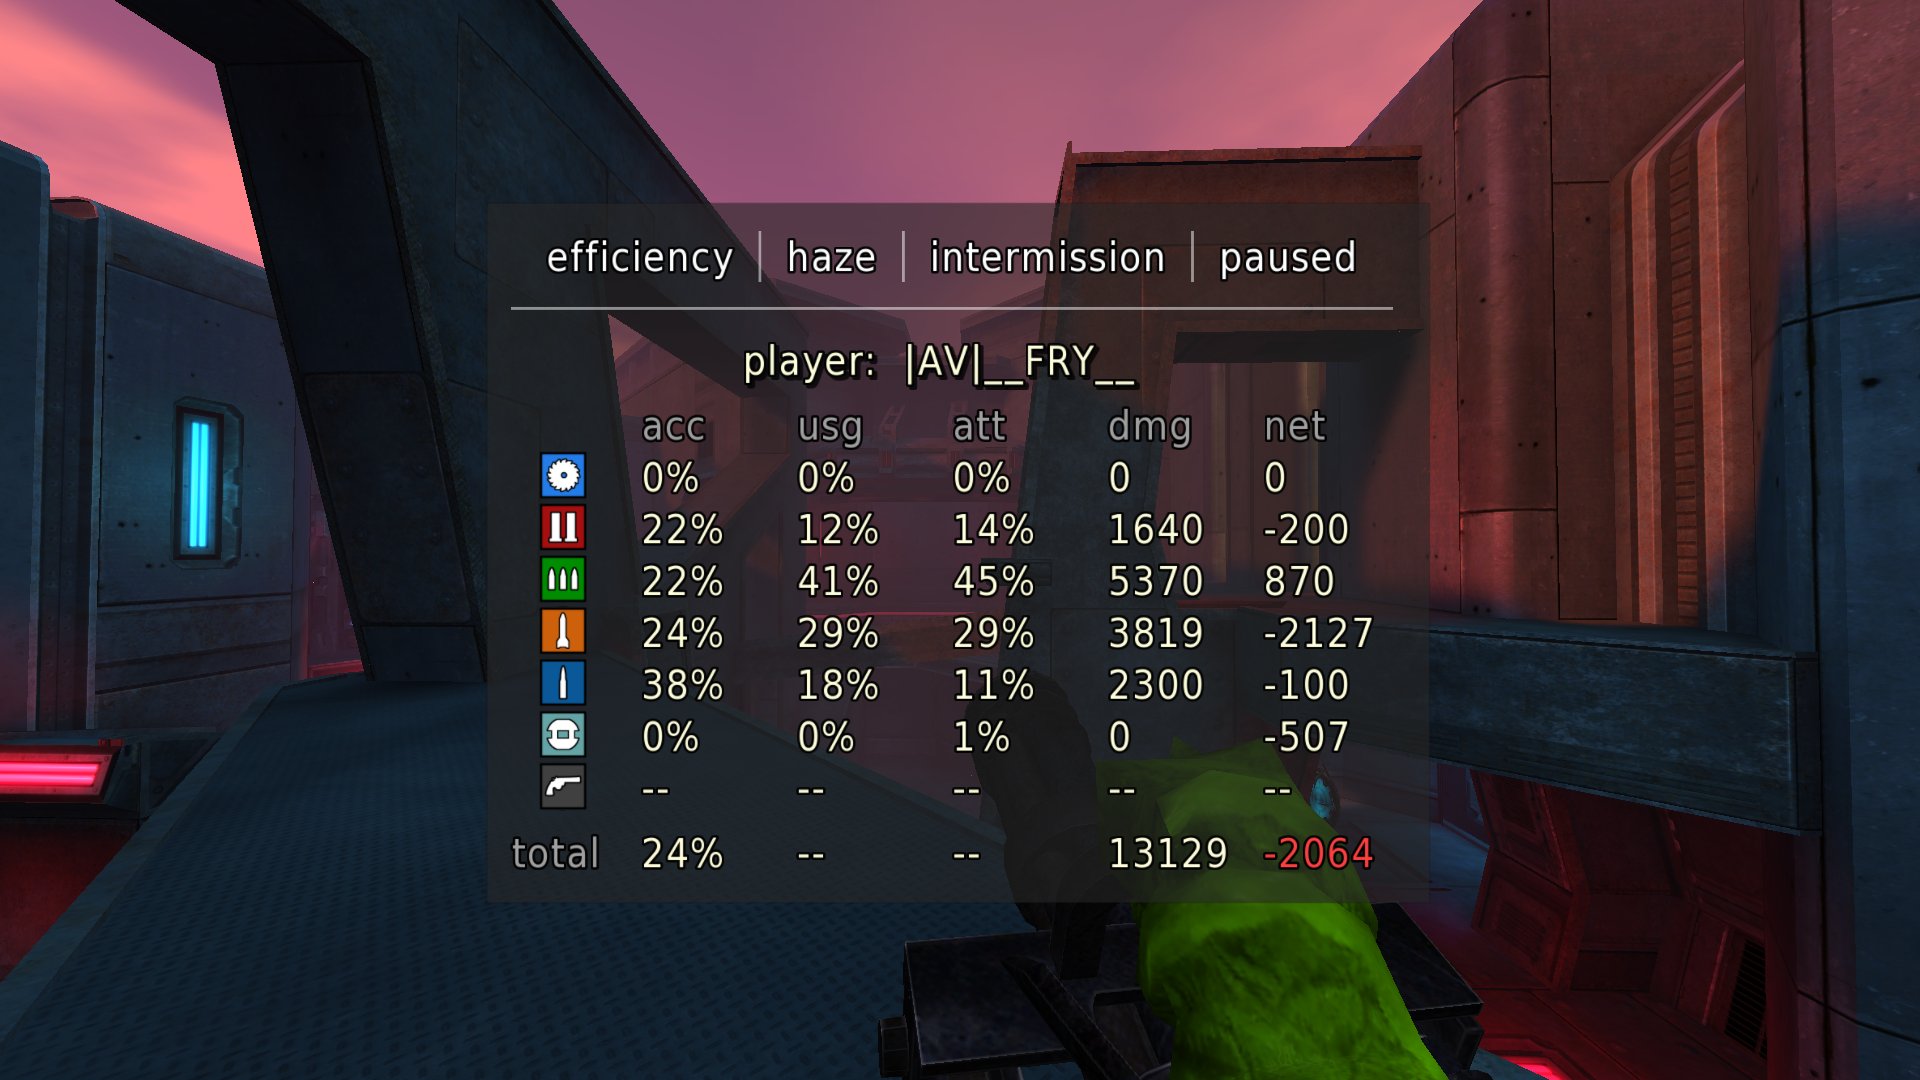 efficiency | haze | intermission | paused
player: |AV|__FRY__
acc usg att dmg net
0% 0% 0% 0 0
22% 12% 14% 1640 -200
22% 41% 45% 5370 870
24% 29% 29% 3819 -2127
38% 18% 11% 2300 -100
0% 0% 1% 0 -507
-- -- -- -- --
total 24% -- -- 13129 -2064